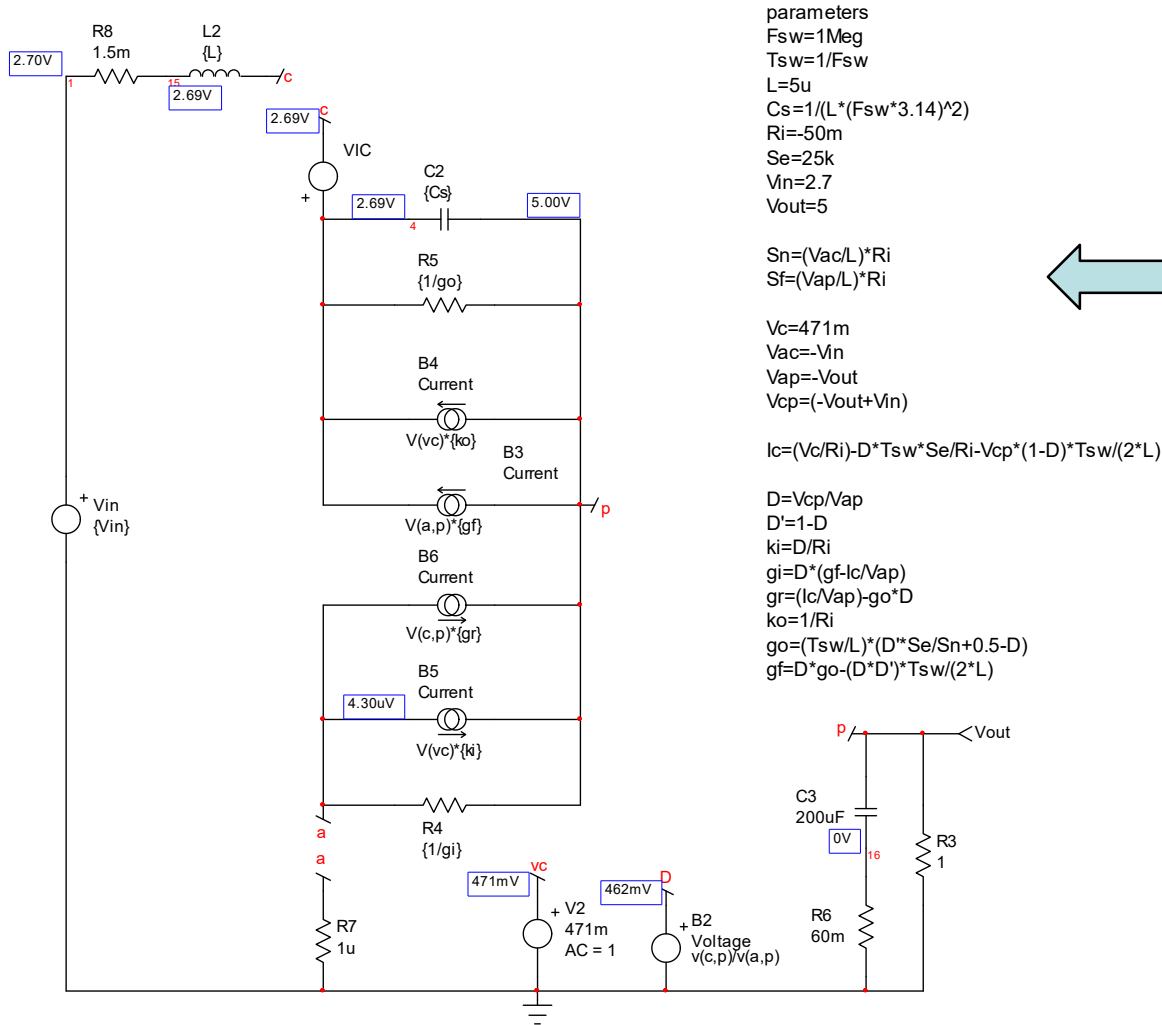 R8
1.5m
L2
{L}
2.70V
1
15
c
2.69V
c
2.69V
VIC
+
C2
{Cs}
2.69V
4
5.00V
R5
{1/go}
B4
Current
V(vc)*{ko}
B3
Current
V(a,p)*{gf}
p
+
Vin
{Vin}
B6
Current
V(c,p)*{gr}
B5
Current
4.30uV
V(vc)*{ki}
R4
{1/gi}
a
a
R7
1u
vc
471mV
+
V2
471m
AC = 1
D
462mV
+
B2
Voltage
v(c,p)/v(a,p)
p
Vout
C3
200uF
0V
16
R3
1
R6
60m
parameters
Fsw=1Meg
Tsw=1/Fsw
L=5u
Cs=1/(L*(Fsw*3.14)^2)
Ri=-50m
Se=25k
Vin=2.7
Vout=5
Sn=(Vac/L)*Ri
Sf=(Vap/L)*Ri
Vc=471m
Vac=-Vin
Vap=-Vout
Vcp=(-Vout+Vin)
Ic=(Vc/Ri)-D*Tsw*Se/Ri-Vcp*(1-D)*Tsw/(2*L)
D=Vcp/Vap
D'=1-D
ki=D/Ri
gi=D*(gf-Ic/Vap)
gr=(Ic/Vap)-go*D
ko=1/Ri
go=(Tsw/L)*(D'*Se/Sn+0.5-D)
gf=D*go-(D*D')*Tsw/(2*L)